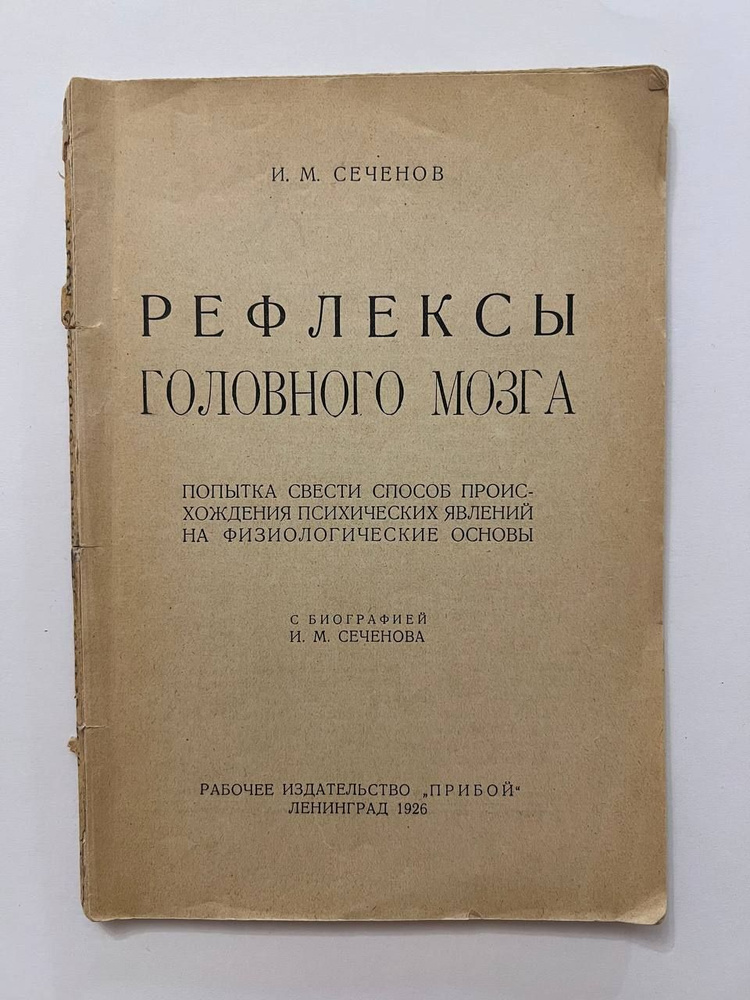 И. М. СЕЧЕНОВ
РЕФЛЕКСЫ
ГОЛОВНОГО МОЗГА
ПОПЫТКА СВЕСТИ СПОСОБ ПРОИС-
ХОЖДЕНИЯ ПСИХИЧЕСКИХ ЯВЛЕНИЙ
НА ФИЗИОЛОГИЧЕСКИЕ ОСНОВЫ
С БИОГРАФИЕЙ
И. М. СЕЧЕНОВА
РАБОЧЕЕ ИЗДАТЕЛЬСТВО „ПРИБОЙ“
ЛЕНИНГРАД 1926